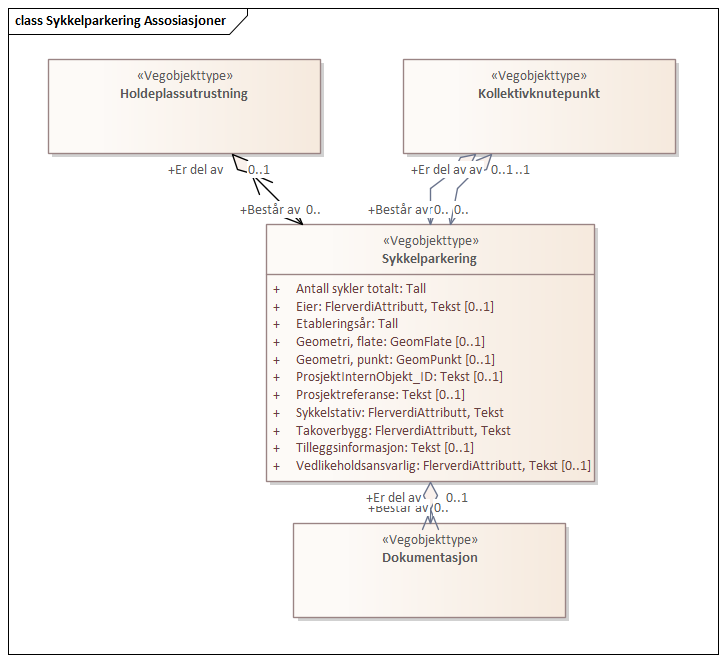 class Sykkelparkering Assosiasjoner
«Vegobjekttype»
Holdeplassutrustning
«Vegobjekttype»
Kollektivknutepunkt
+Er del av 0..1
+Er del av av 0..1 ..1
+Består av 0..
+Består av 0.. 0..
«Vegobjekttype»
Sykkelparkering
+ Antall sykler totalt: Tall
+ Eier: FlerverdiAttributt, Tekst [0..1]
+ Etableringsår: Tall
+ Geometri, flate: GeomFlate [0..1]
+ Geometri, punkt: GeomPunkt [0..1]
+ ProsjektInternObjekt_ID: Tekst [0..1]
+ Prosjektreferanse: Tekst [0..1]
+ Sykkelstativ: FlerverdiAttributt, Tekst
+ Takoverbygg: FlerverdiAttributt, Tekst
+ Tilleggsinformasjon: Tekst [0..1]
+ Vedlikeholdsansvarlig: FlerverdiAttributt, Tekst [0..1]
+Er del av 0..1
+Består av 0..
«Vegobjekttype»
Dokumentasjon